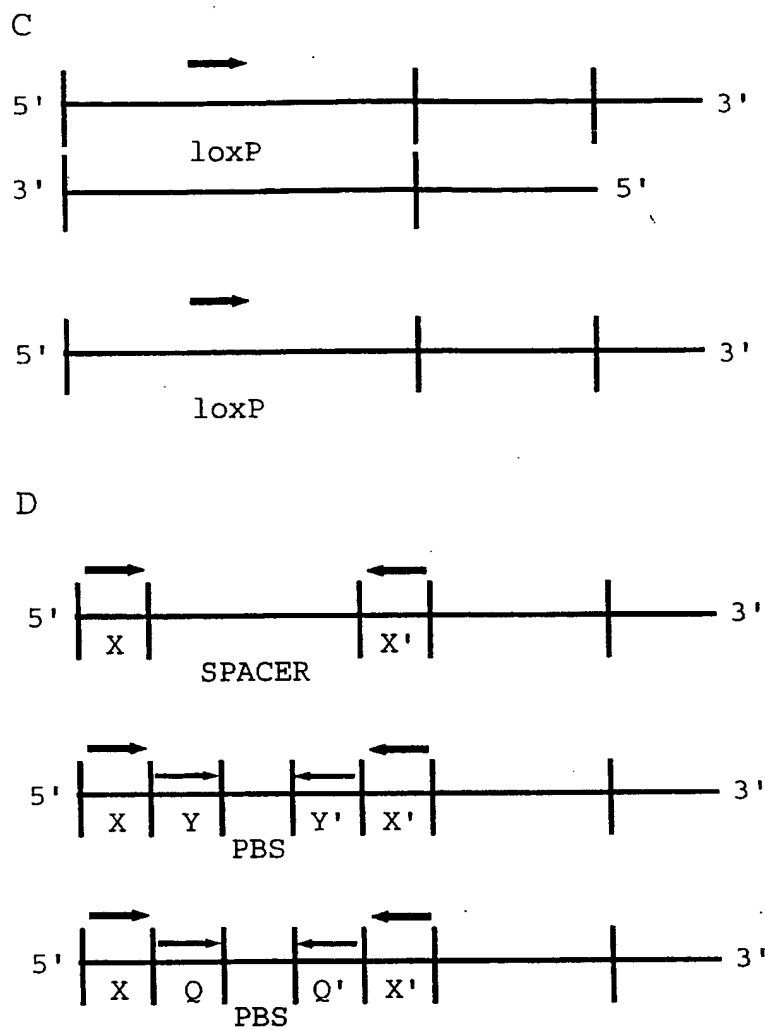 C
5' 3'
loxP
3' 5'
5' 3'
loxP
D
5' 3'
X X'
SPACER
5' 3'
X Y Y' X'
PBS
5' 3'
X Q Q' X'
PBS